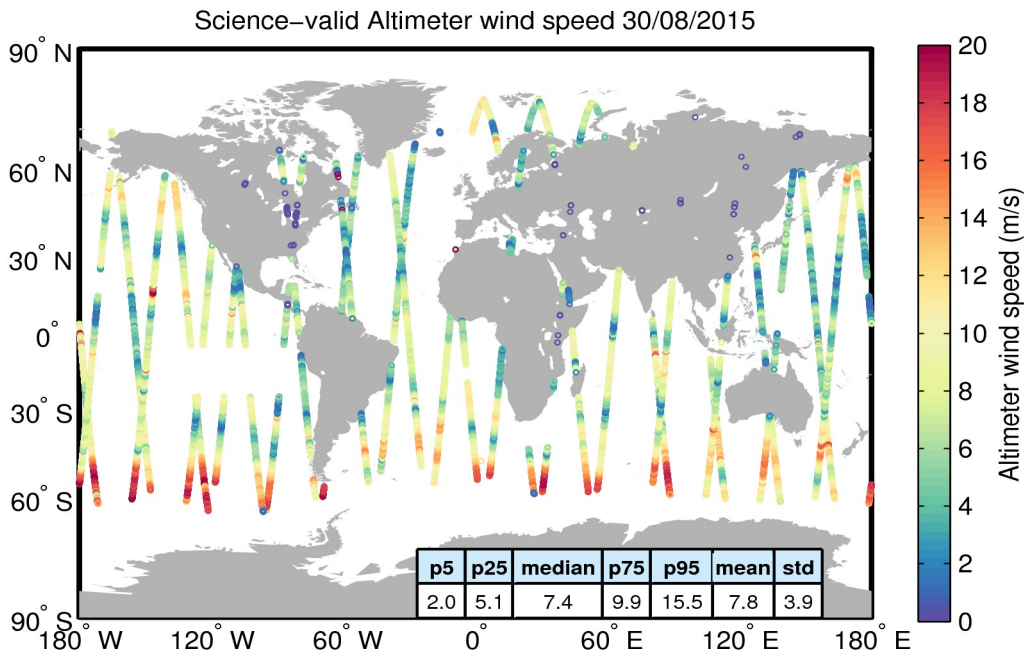 Science−valid Altimeter wind speed 30/08/2015
90° N
60° N
30° N
0°
30° S
60° S
90° S
180° W
120° W
60° W
0°
60° E
120° E
180° E
p5 p25 median p75 p95 mean std
2.0 5.1 7.4 9.9 15.5 7.8 3.9
20
18
16
14
12
10
8
6
4
2
0
Altimeter wind speed (m/s)